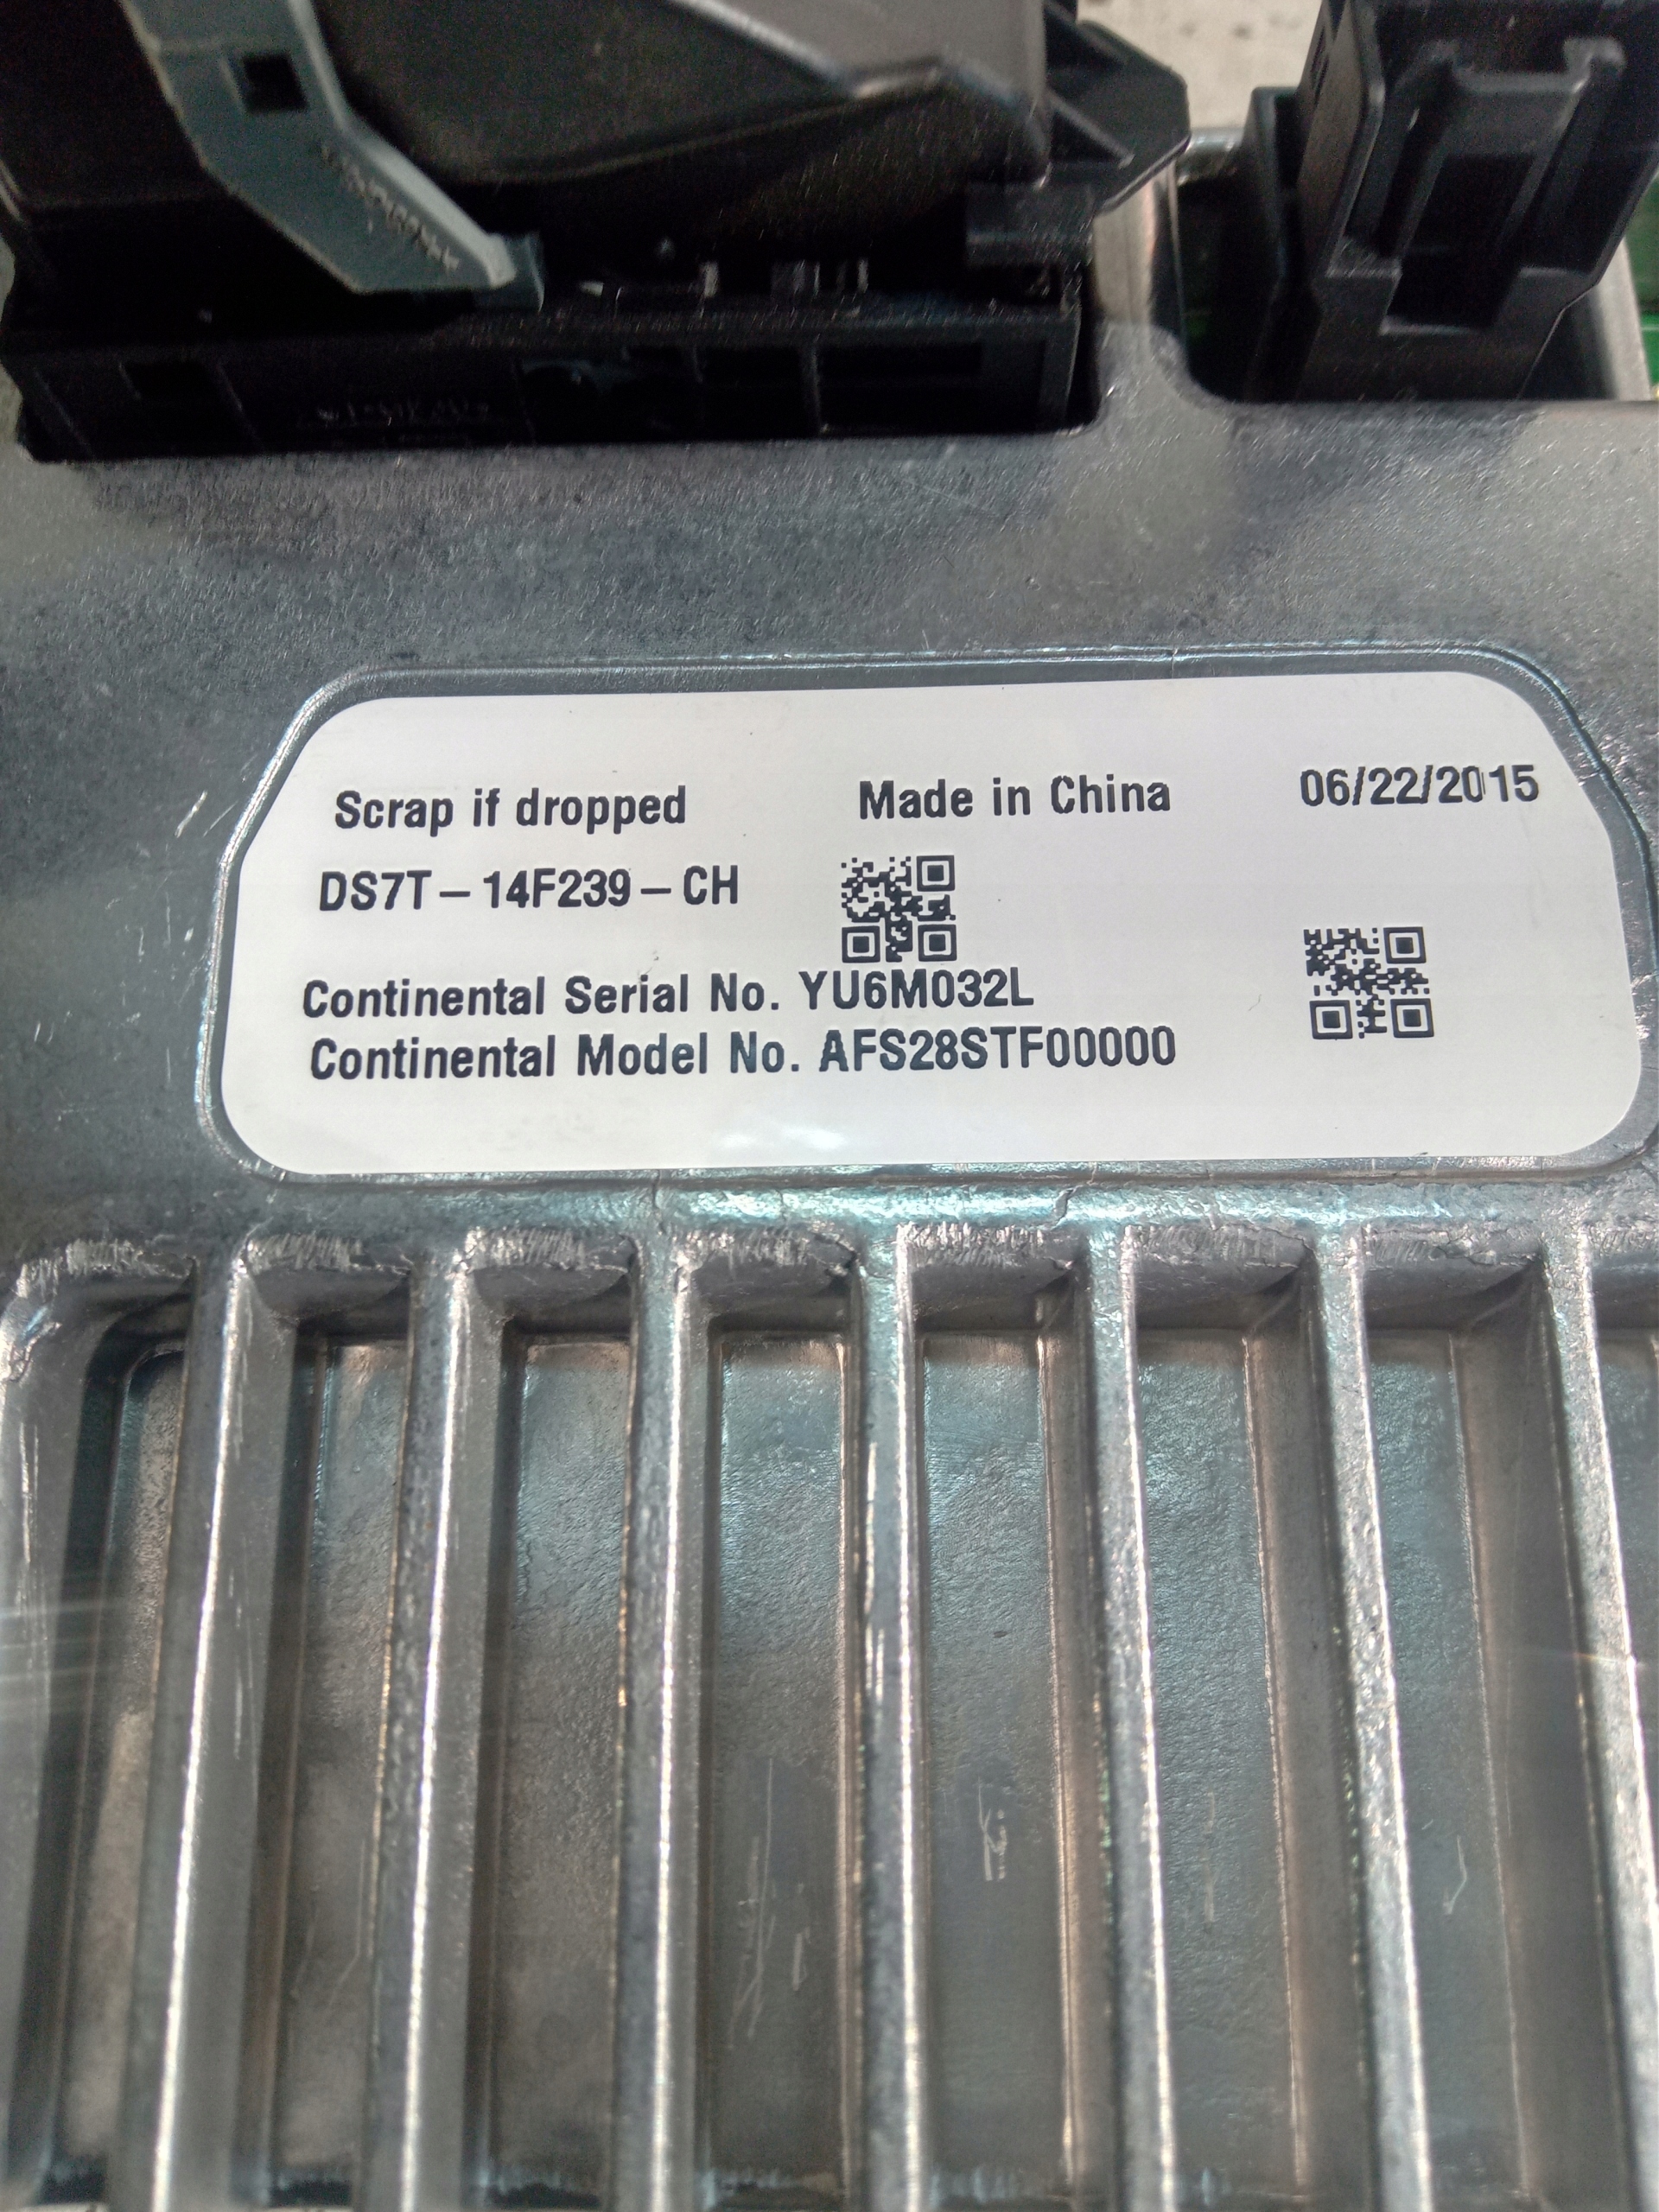 Scrap if dropped Made in China 06/22/2015
DS7T-14F239-CH
Continental Serial No. YU6M032L
Continental Model No. AFS28STF00000